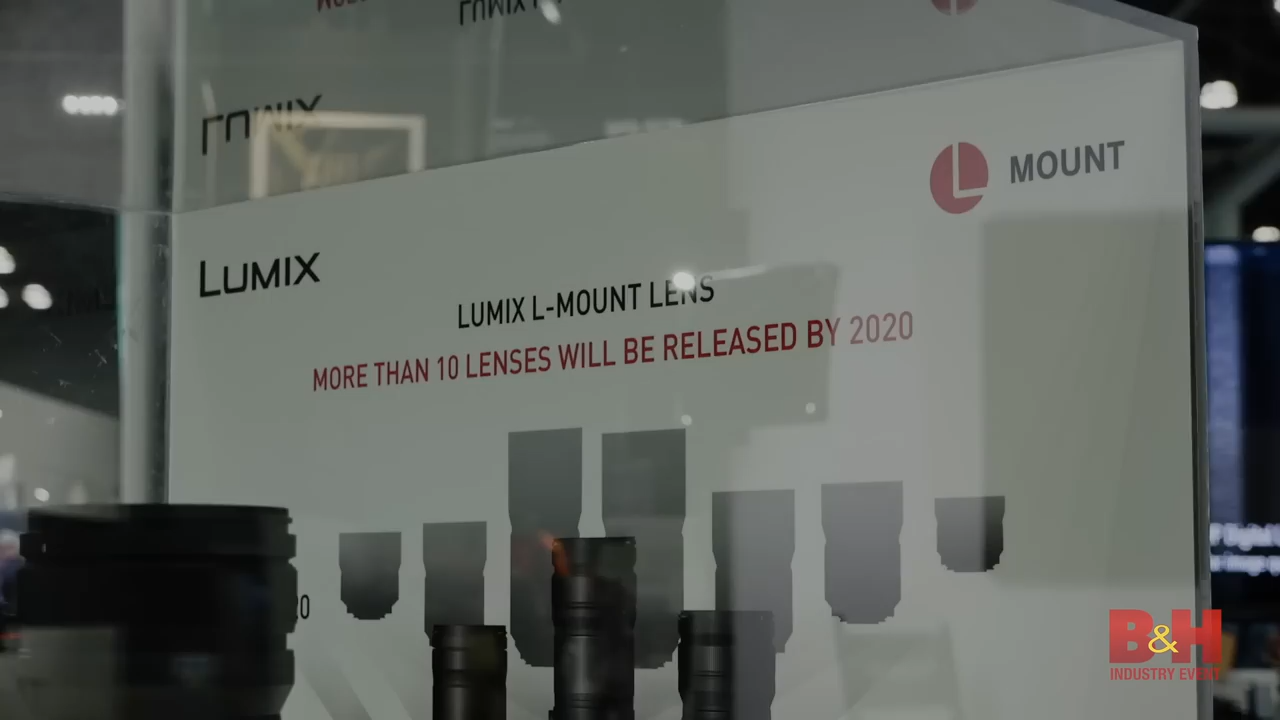 LUMIX
L MOUNT
LUMIX
LUMIX L-MOUNT LENS
MORE THAN 10 LENSES WILL BE RELEASED BY 2020
B&H
INDUSTRY EVENT